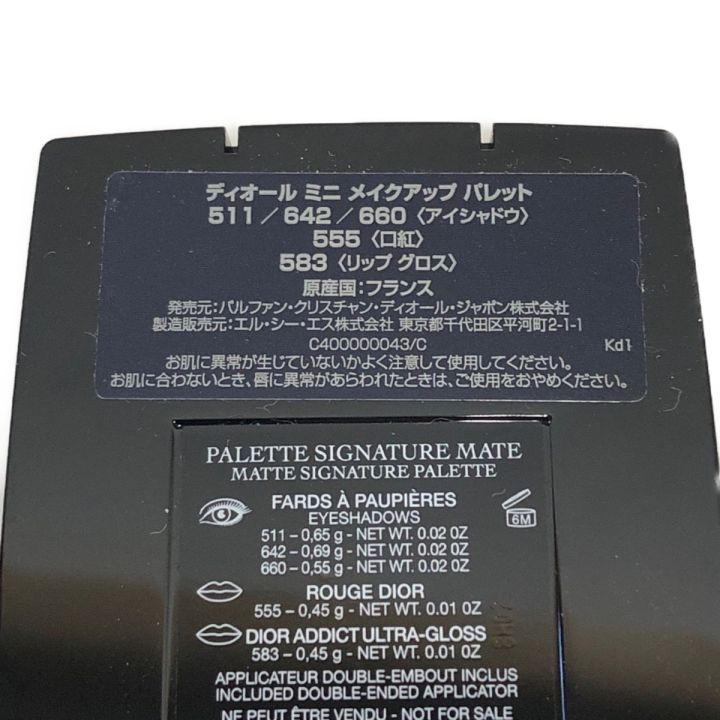 ディオール ミニ メイクアップ パレット
511／642／660〈アイシャドウ〉
555〈口紅〉
583〈リップ グロス〉
原産国：フランス
発売元：パルファン・クリスチャン・ディオール・ジャポン株式会社
製造販売元：エル・シー・エス株式会社 東京都千代田区平河町2-1-1
C400000043/C Kd1
お肌に異常が生じていないかよく注意して使用してください。
お肌に合わないとき、唇に異常があらわれたときは、ご使用をおやめください。
PALETTE SIGNATURE MATE
MATTE SIGNATURE PALETTE
FARDS À PAUPIÈRES
EYESHADOWS
6M
511 – 0,65 g - NET WT. 0.02 OZ
642 – 0,69 g - NET WT. 0.02 OZ
660 – 0,55 g - NET WT. 0.02 OZ
ROUGE DIOR
555 – 0,45 g - NET WT. 0.01 OZ
DIOR ADDICT ULTRA-GLOSS
583 – 0,45 g - NET WT. 0.01 OZ
APPLICATEUR DOUBLE-EMBOUT INCLUS
INCLUDED DOUBLE-ENDED APPLICATOR
NE PEUT ÊTRE VENDU - NOT FOR SALE